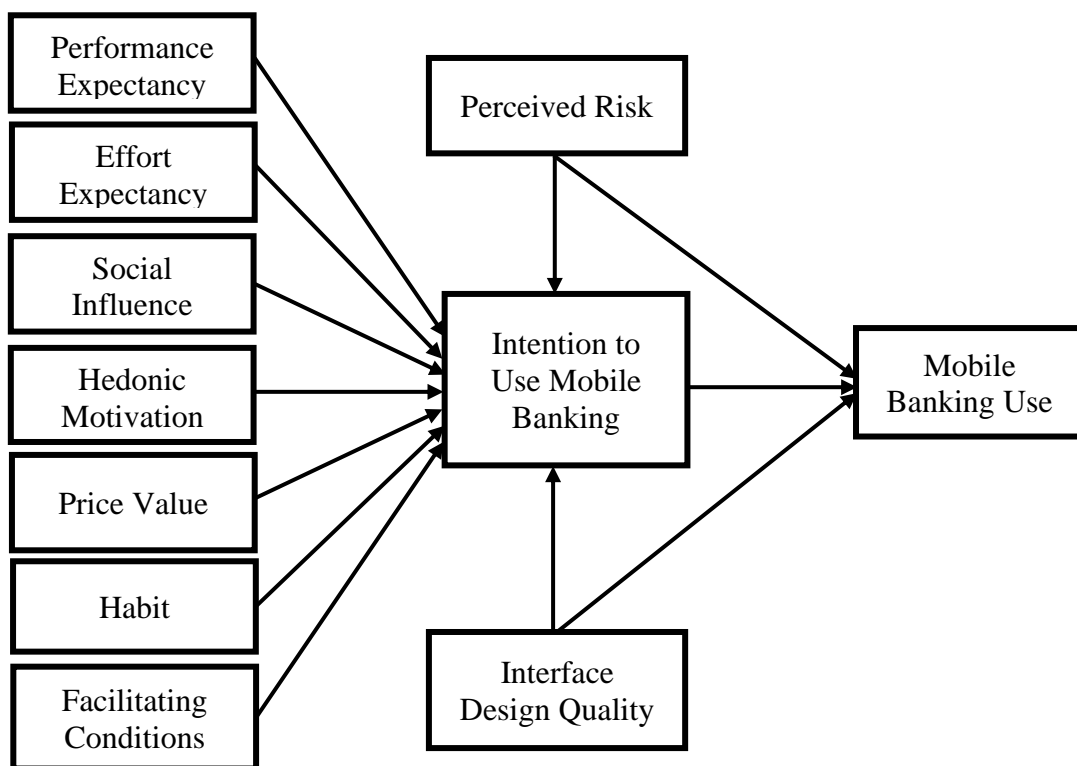 Performance
Expectancy
Effort
Expectancy
Social
Influence
Hedonic
Motivation
Price Value
Habit
Facilitating
Conditions
Perceived Risk
Intention to
Use Mobile
Banking
Interface
Design Quality
Mobile
Banking Use